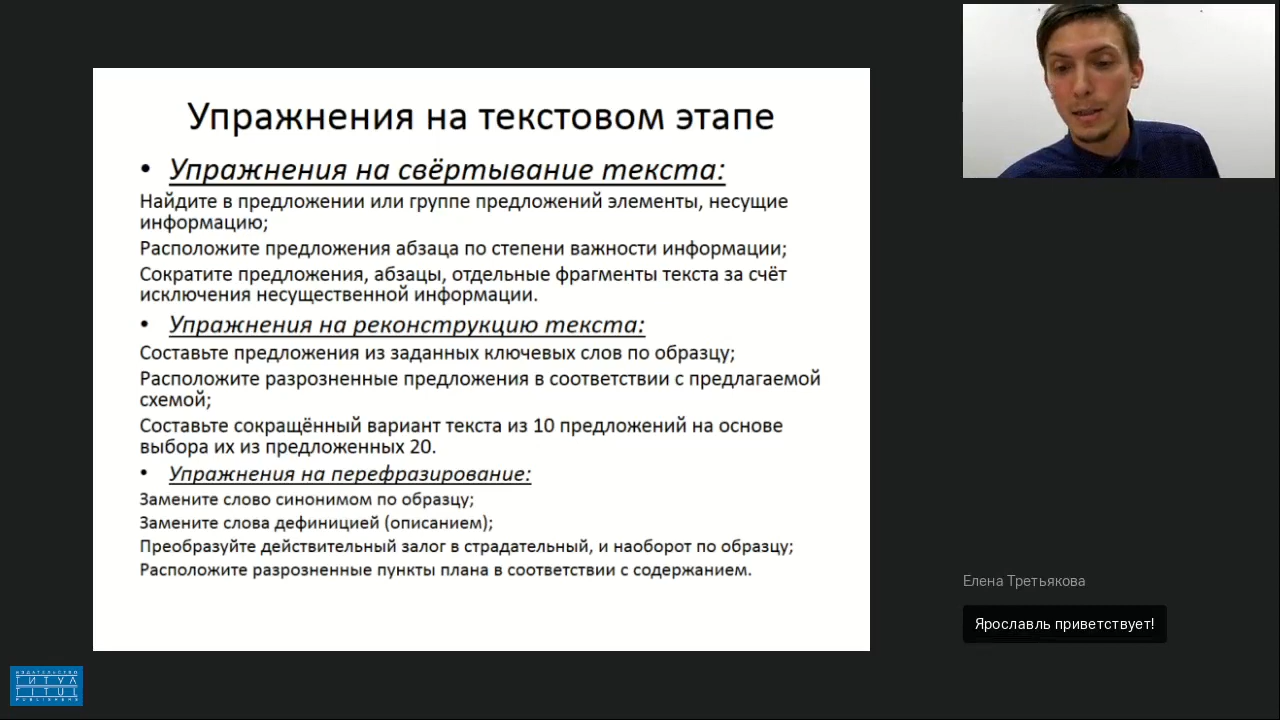 Упражнения на текстовом этапе
• Упражнения на свёртывание текста:
Найдите в предложении или группе предложений элементы, несущие
информацию;
Расположите предложения абзаца по степени важности информации;
Сократите предложения, абзацы, отдельные фрагменты текста за счёт
исключения несущественной информации.
• Упражнения на реконструкцию текста:
Составьте предложения из заданных ключевых слов по образцу;
Расположите разрозненные предложения в соответствии с предлагаемой
схемой;
Составьте сокращённый вариант текста из 10 предложений на основе
выбора их из предложенных 20.
• Упражнения на перефразирование:
Замените слово синонимом по образцу;
Замените слова дефиницией (описанием);
Преобразуйте действительный залог в страдательный, и наоборот по образцу;
Расположите разрозненные пункты плана в соответствии с содержанием.
Елена Третьякова
Ярославль приветствует!
ИЗДАТЕЛЬСТВО
ТИТУЛ
TITUL
PUBLISHERS